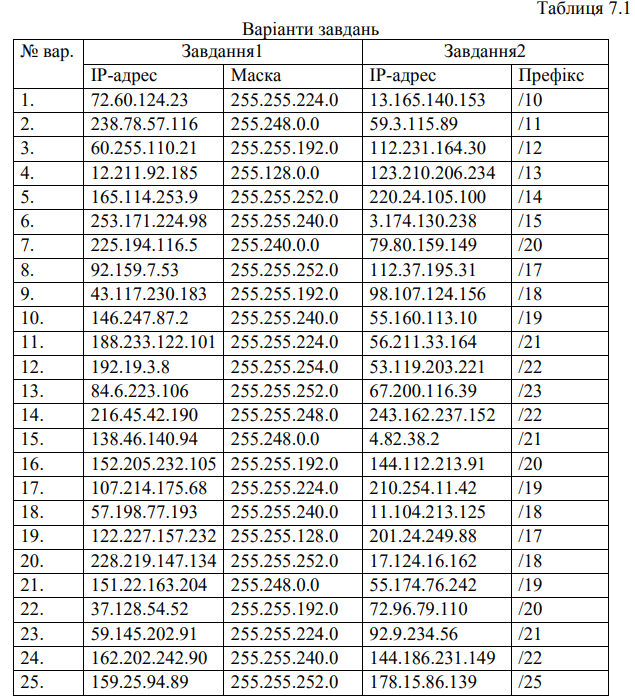 Таблиця 7.1
Варіанти завдань
№ вар. Завдання1 Завдання2
IP-адрес Маска IP-адрес Префікс
1. 72.60.124.23 255.255.224.0 13.165.140.153 /10
2. 238.78.57.116 255.248.0.0 59.3.115.89 /11
3. 60.255.110.21 255.255.192.0 112.231.164.30 /12
4. 12.211.92.185 255.128.0.0 123.210.206.234 /13
5. 165.114.253.9 255.255.252.0 220.24.105.100 /14
6. 253.171.224.98 255.255.240.0 3.174.130.238 /15
7. 225.194.116.5 255.240.0.0 79.80.159.149 /20
8. 92.159.7.53 255.255.252.0 112.37.195.31 /17
9. 43.117.230.183 255.255.192.0 98.107.124.156 /18
10. 146.247.87.2 255.255.240.0 55.160.113.10 /19
11. 188.233.122.101 255.255.224.0 56.211.33.164 /21
12. 192.19.3.8 255.255.254.0 53.119.203.221 /22
13. 84.6.223.106 255.255.252.0 67.200.116.39 /23
14. 216.45.42.190 255.255.248.0 243.162.237.152 /22
15. 138.46.140.94 255.248.0.0 4.82.38.2 /21
16. 152.205.232.105 255.255.192.0 144.112.213.91 /20
17. 107.214.175.68 255.255.224.0 210.254.11.42 /19
18. 57.198.77.193 255.255.240.0 11.104.213.125 /18
19. 122.227.157.232 255.255.128.0 201.24.249.88 /17
20. 228.219.147.134 255.255.252.0 17.124.16.162 /18
21. 151.22.163.204 255.248.0.0 55.174.76.242 /19
22. 37.128.54.52 255.255.192.0 72.96.79.110 /20
23. 59.145.202.91 255.255.224.0 92.9.234.56 /21
24. 162.202.242.90 255.255.240.0 144.186.231.149 /22
25. 159.25.94.89 255.255.252.0 178.15.86.139 /25